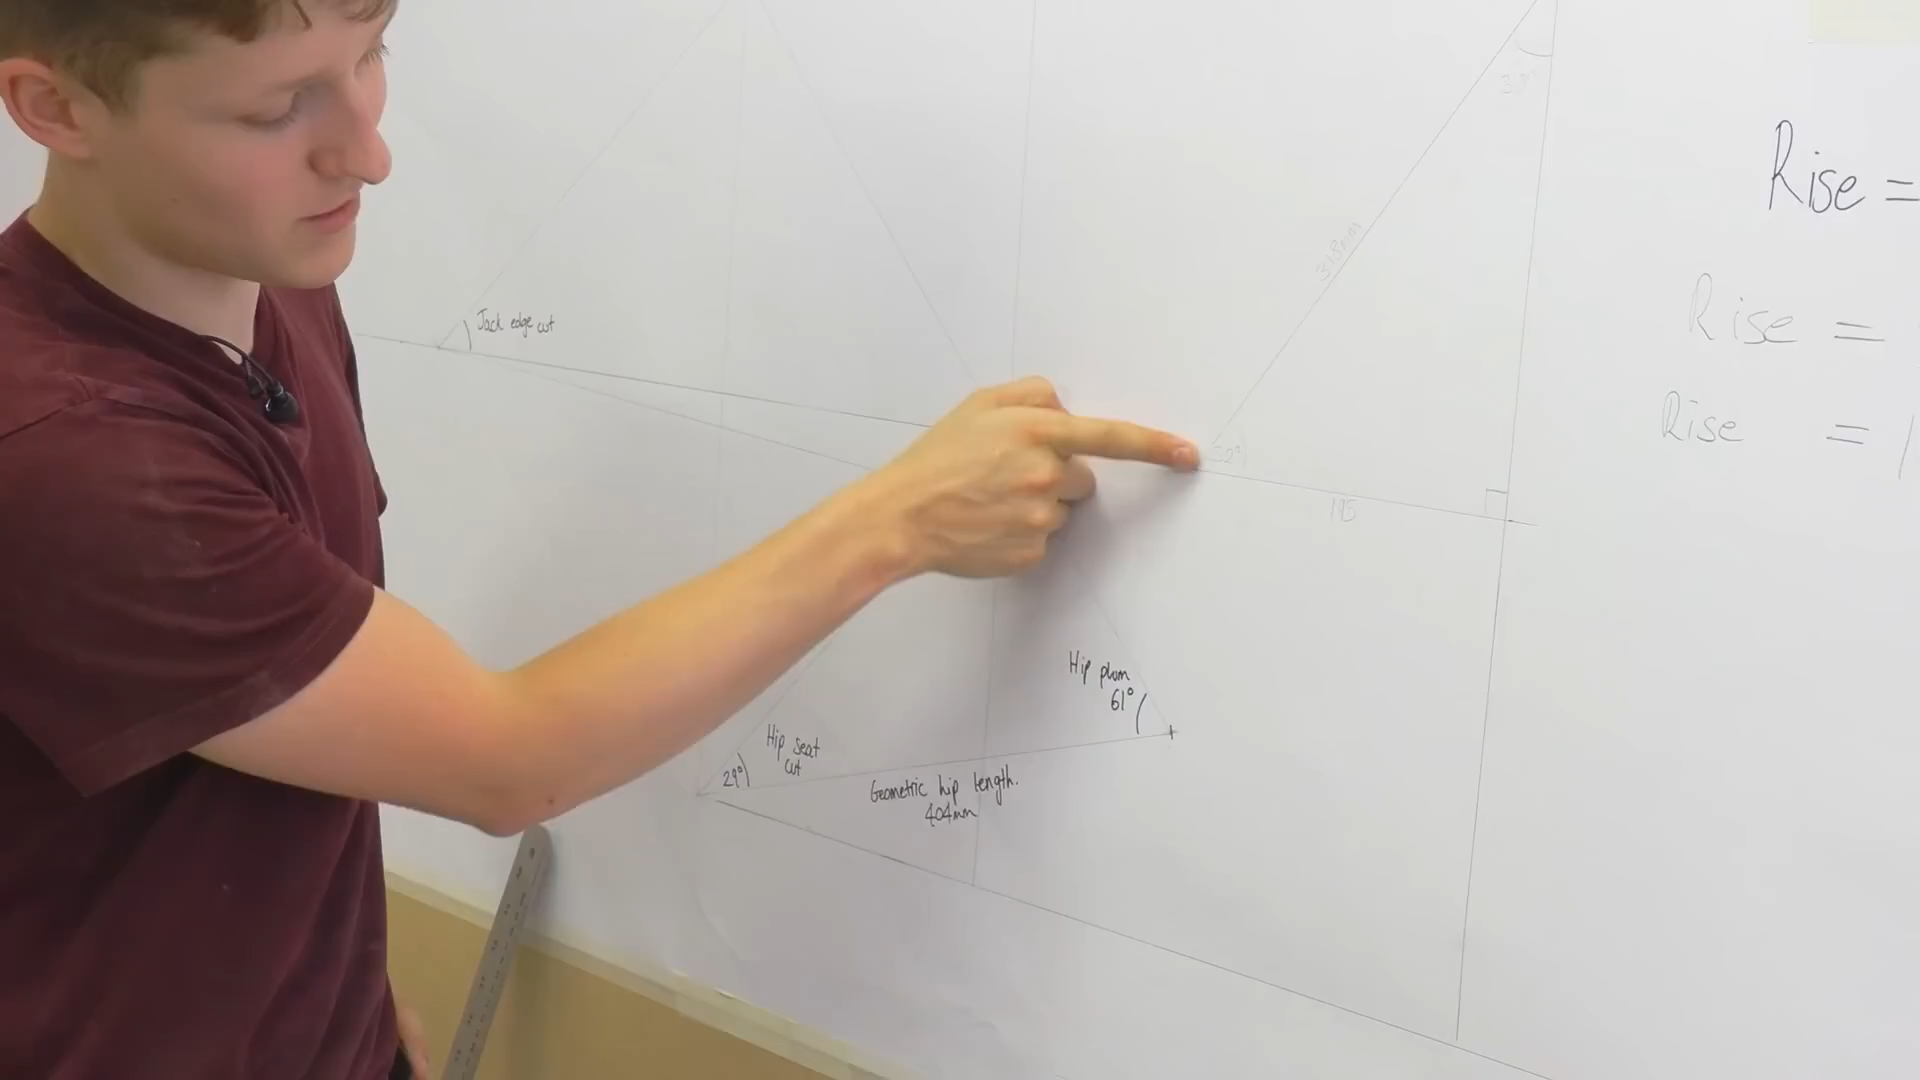 Jack edge cut
318mm
52°
195
Rise =
Rise =
Rise =
Hip plum
61°
Hip seat
cut
29°
Geometric hip length.
404mm